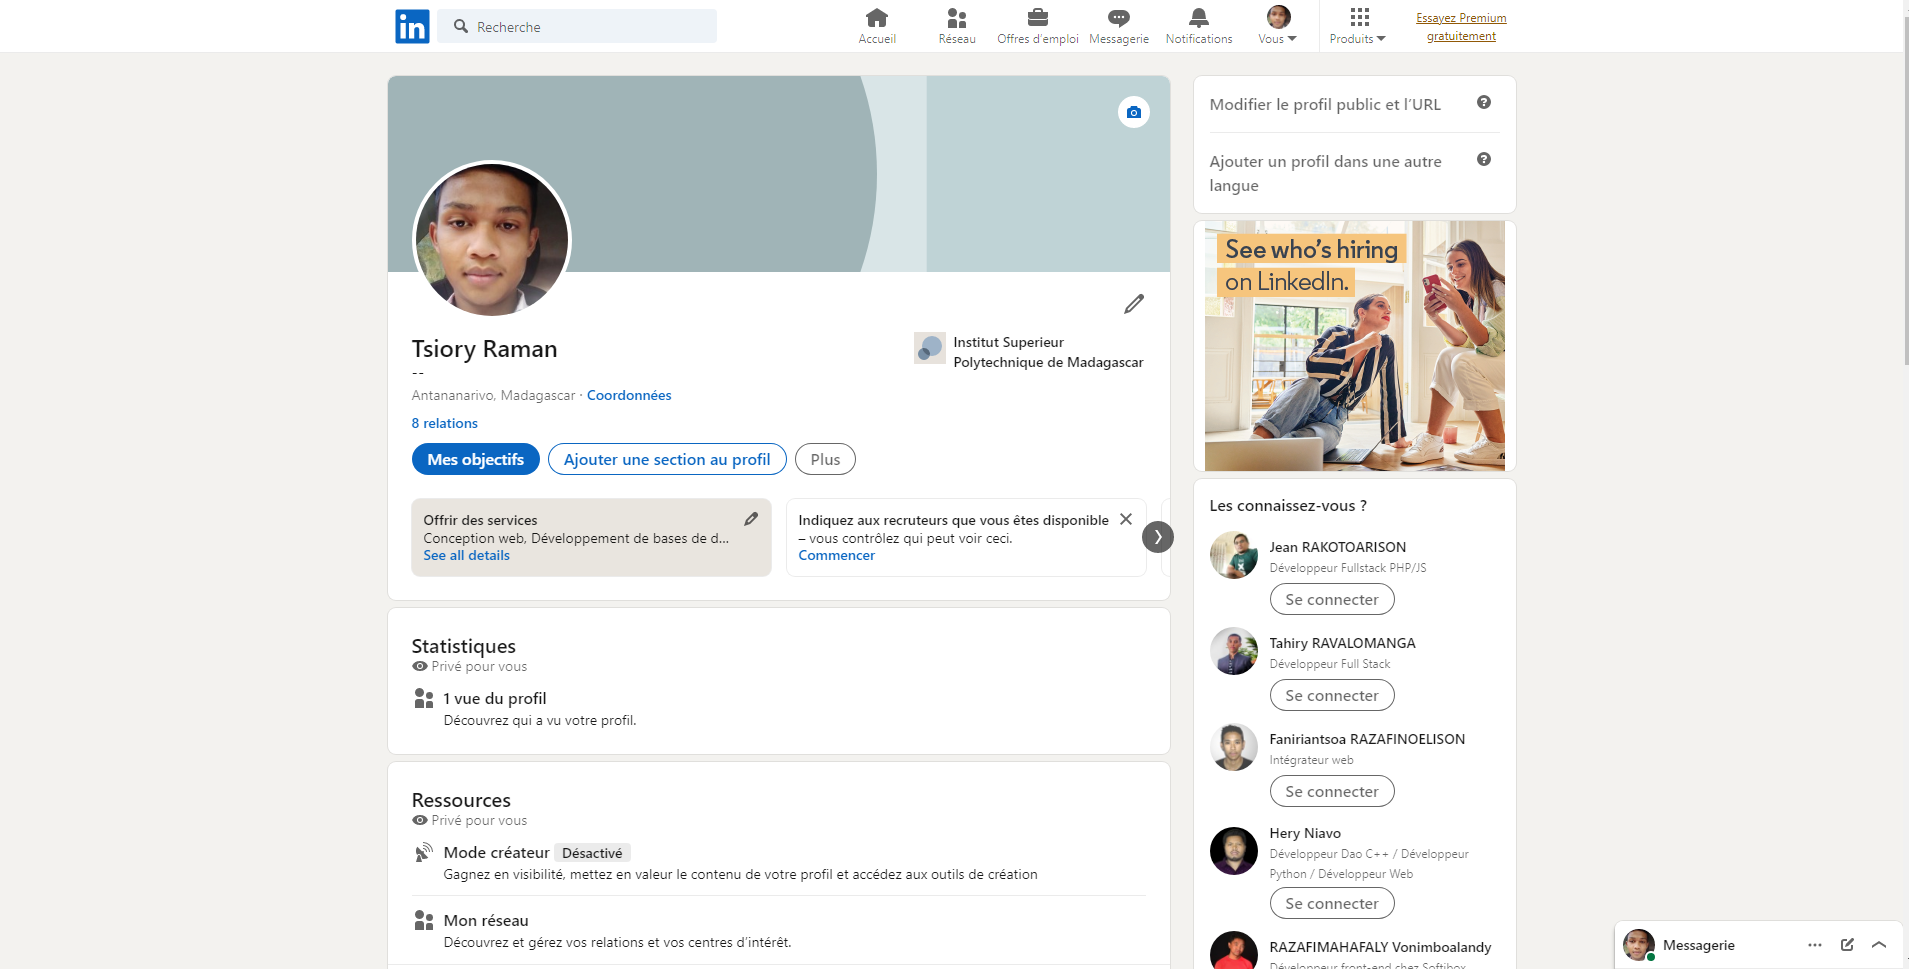 in
Recherche
Accueil
Réseau
Offres d'emploi
Messagerie
Notifications
Vous
Produits
Essayez Premium
gratuitement
Tsiory Raman
--
Antananarivo, Madagascar · Coordonnées
8 relations
Institut Superieur
Polytechnique de Madagascar
Mes objectifs
Ajouter une section au profil
Plus
Offrir des services
Conception web, Développement de bases de d...
See all details
Indiquez aux recruteurs que vous êtes disponible
– vous contrôlez qui peut voir ceci.
Commencer
Statistiques
Privé pour vous
1 vue du profil
Découvrez qui a vu votre profil.
Ressources
Privé pour vous
Mode créateur Désactivé
Gagnez en visibilité, mettez en valeur le contenu de votre profil et accédez aux outils de création
Mon réseau
Découvrez et gérez vos relations et vos centres d'intérêt.
Modifier le profil public et l'URL
Ajouter un profil dans une autre
langue
See who's hiring
on LinkedIn.
Les connaissez-vous ?
Jean RAKOTOARISON
Développeur Fullstack PHP/JS
Se connecter
Tahiry RAVALOMANGA
Développeur Full Stack
Se connecter
Faniriantsoa RAZAFINOELISON
Intégrateur web
Se connecter
Hery Niavo
Développeur Dao C++ / Développeur
Python / Développeur Web
Se connecter
RAZAFIMAHAFALY Vonimboalandy
Développeur front-end chez Softibox
Messagerie